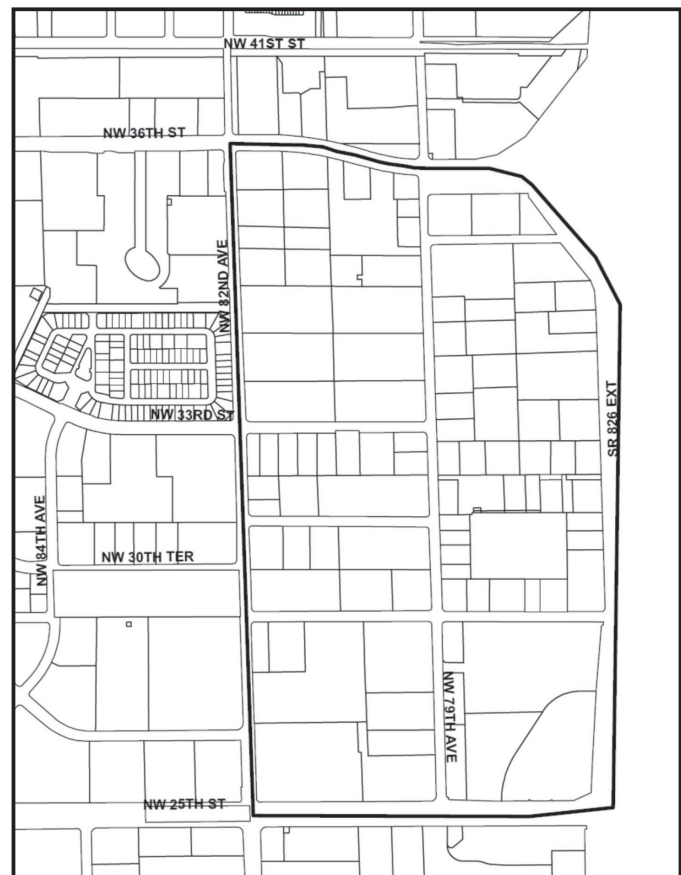 NW 41ST ST
NW 36TH ST
NW 82ND AVE
NW 33RD ST
SR 826 EXT
NW 84TH AVE
NW 30TH TER
NW 79TH AVE
NW 25TH ST